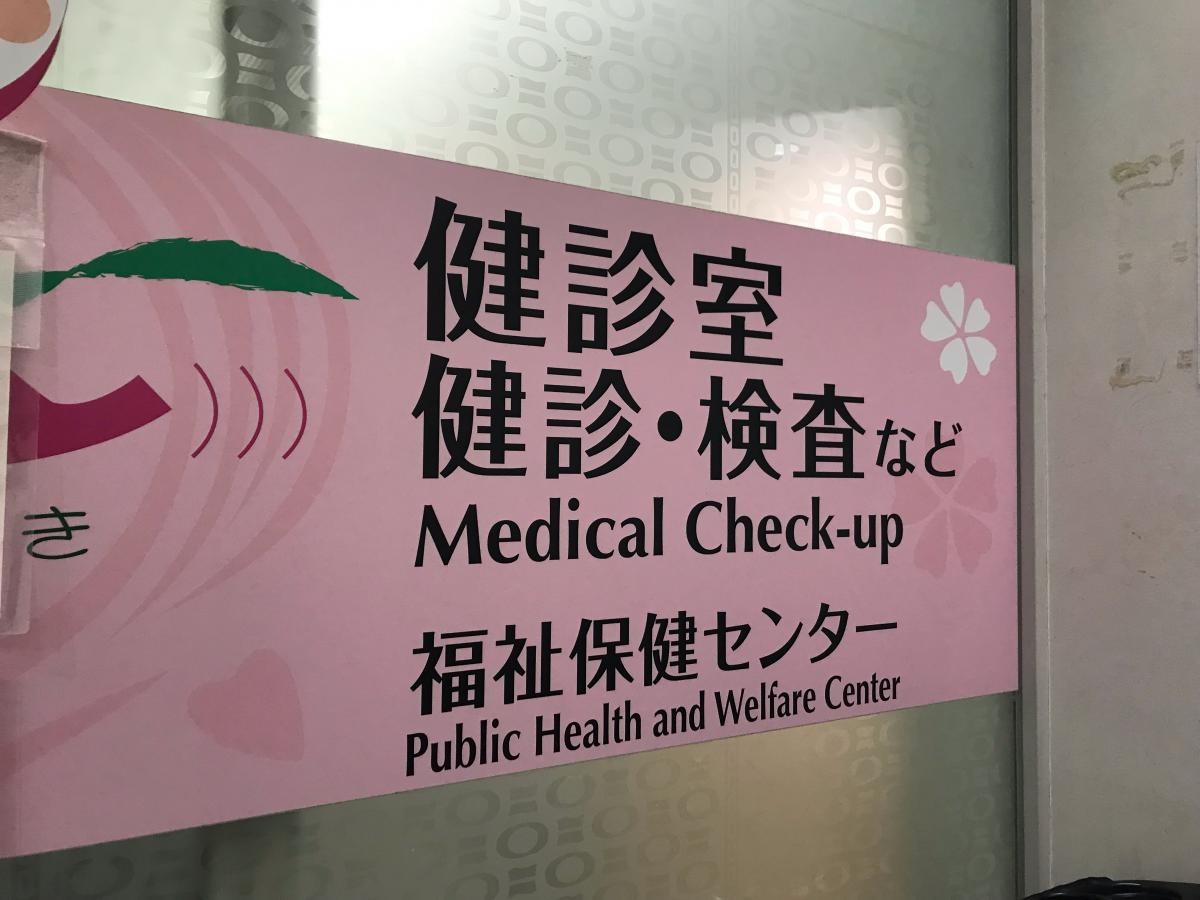 健診室
健診・検査など
Medical Check-up
福祉保健センター
Public Health and Welfare Center
き